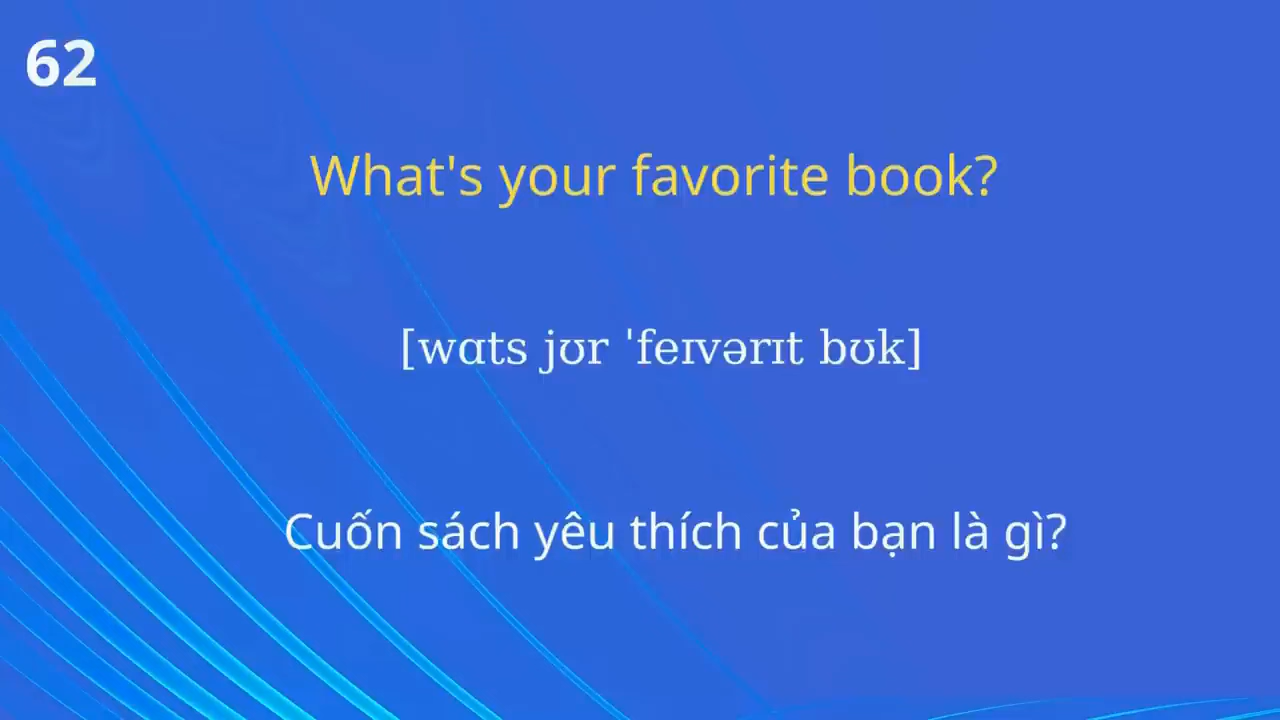 62
What's your favorite book?
[wɑts jʊr ˈfeɪvərɪt bʊk]
Cuốn sách yêu thích của bạn là gì?